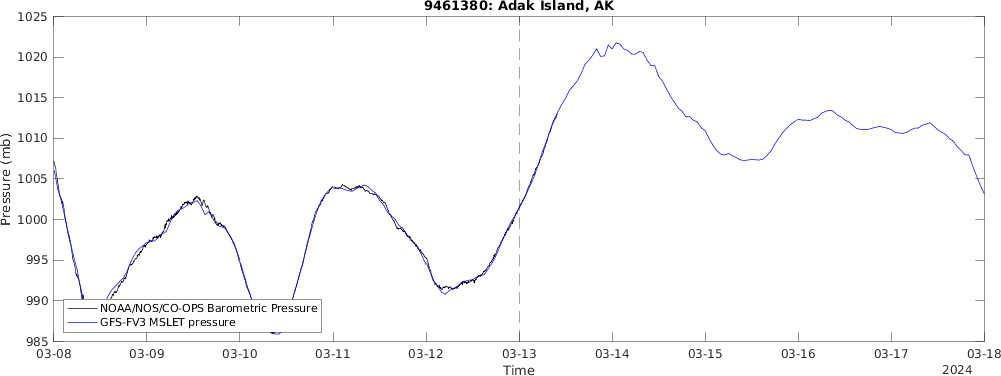 9461380: Adak Island, AK
1025
1020
1015
1010
1005
1000
995
990
985
Pressure (mb)
NOAA/NOS/CO-OPS Barometric Pressure
GFS-FV3 MSLET pressure
03-08 03-09 03-10 03-11 03-12 03-13 03-14 03-15 03-16 03-17 03-18
Time
2024